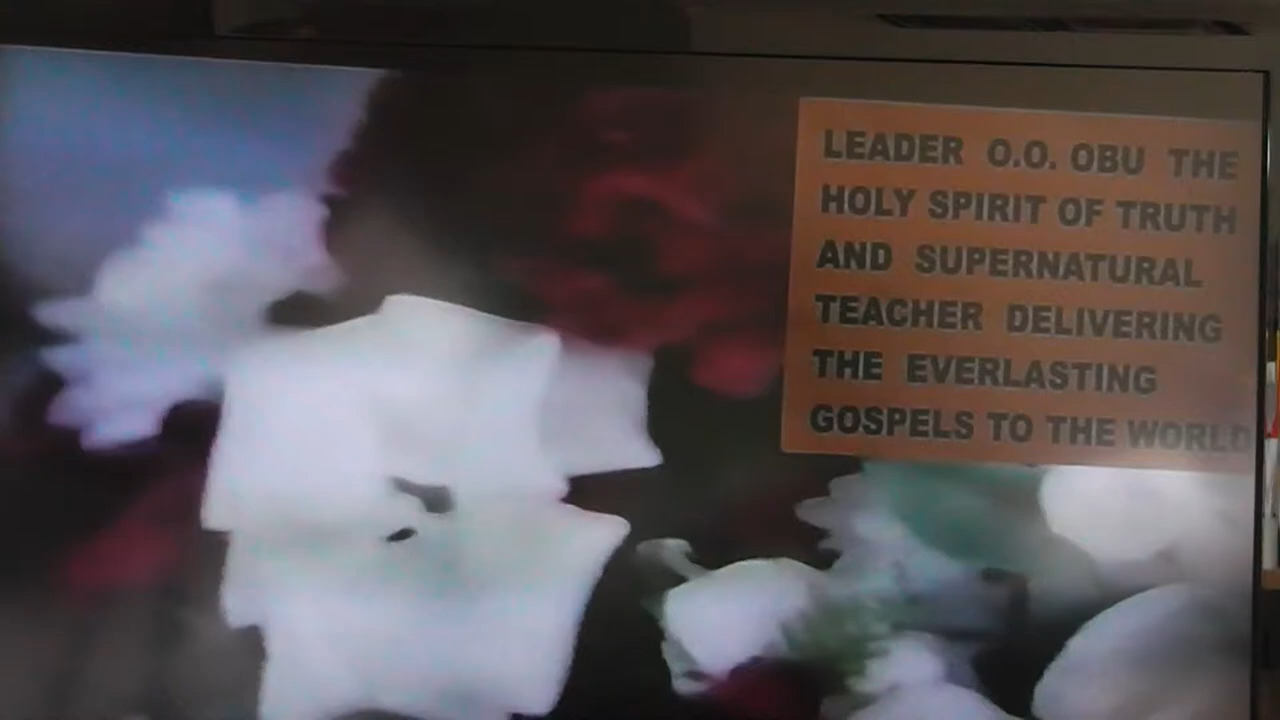 LEADER O.O. OBU THE
HOLY SPIRIT OF TRUTH
AND SUPERNATURAL
TEACHER DELIVERING
THE EVERLASTING
GOSPELS TO THE WORLD